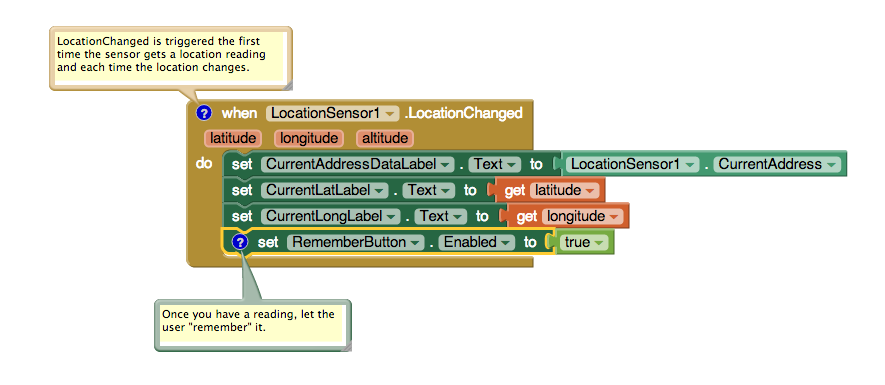 LocationChanged is triggered the first
time the sensor gets a location reading
and each time the location changes.
? when LocationSensor1 .LocationChanged
latitude longitude altitude
do set CurrentAddressDataLabel . Text to LocationSensor1 . CurrentAddress
set CurrentLatLabel . Text to get latitude
set CurrentLongLabel . Text to get longitude
? set RememberButton . Enabled to true
Once you have a reading, let the
user "remember" it.